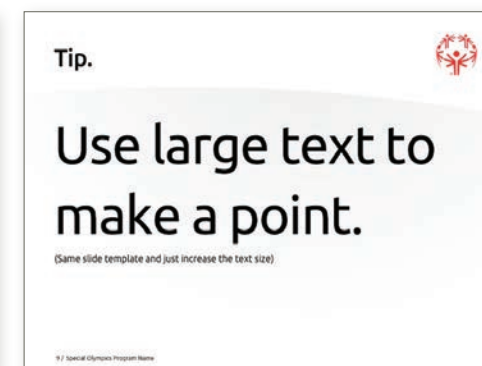 Tip.
Use large text to
make a point.
(Same slide template and just increase the text size)
9 / Special Olympics Program Name